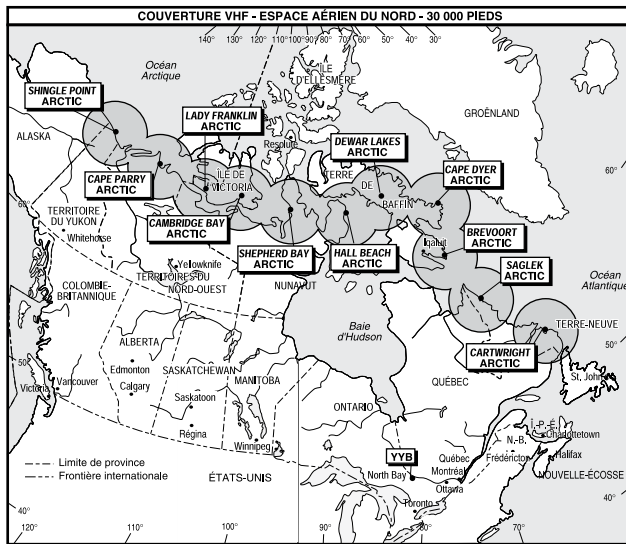 COUVERTURE VHF - ESPACE AÉRIEN DU NORD - 30 000 PIEDS
140° 130° 120° 110° 100° 90° 80° 70° 60° 50° 40° 30°
Océan
Arctique
ÎLE
D'ELLESMERE
SHINGLE POINT
ARCTIC
LADY FRANKLIN
ARCTIC
GROËNLAND
ALASKA
Resolute
DEWAR LAKES
ARCTIC
CAPE DYER
ARCTIC
CAPE PARRY
ARCTIC
ÎLE DE
VICTORIA
TERRE
DE
BAFFIN
60°
60°
TERRITOIRE
DU YUKON
Whitehorse
CAMBRIDGE BAY
ARCTIC
BREVOORT
ARCTIC
Iqaluit
SHEPHERD BAY
ARCTIC
HALL BEACH
ARCTIC
SAGLEK
ARCTIC
Yellowknife
TERRITOIRES DU
NORD-OUEST
NUNAVUT
Océan
Atlantique
COLOMBIE-
BRITANNIQUE
Baie
d'Hudson
TERRE-NEUVE
ALBERTA
CARTWRIGHT
ARCTIC
50°
50°
Edmonton
SASKATCHEWAN
MANITOBA
QUÉBEC
St. John's
Victoria
Vancouver
Calgary
Saskatoon
ONTARIO
Î.-P.-É.
Charlottetown
Régina
Winnipeg
YYB
N.-B.
Québec
Frédéricton
Halifax
Limite de province
North Bay
Montréal
Frontière internationale
ÉTATS-UNIS
Ottawa
NOUVELLE-ÉCOSSE
Toronto
40°
40°
120° 110° 100° 90° 80° 70°